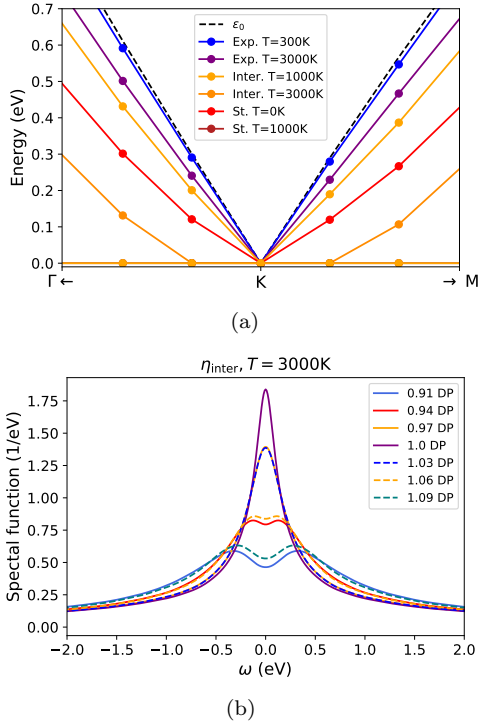 0.7
0.6
0.5
0.4
0.3
0.2
0.1
0.0
Energy (eV)
ε₀
Exp. T=300K
Exp. T=3000K
Inter. T=1000K
Inter. T=3000K
St. T=0K
St. T=1000K
Γ← K → M
(a)
η_inter, T = 3000K
1.75
1.50
1.25
1.00
0.75
0.50
0.25
0.00
Spectal function (1/eV)
0.91 DP
0.94 DP
0.97 DP
1.0 DP
1.03 DP
1.06 DP
1.09 DP
−2.0 −1.5 −1.0 −0.5 0.0 0.5 1.0 1.5 2.0
ω (eV)
(b)